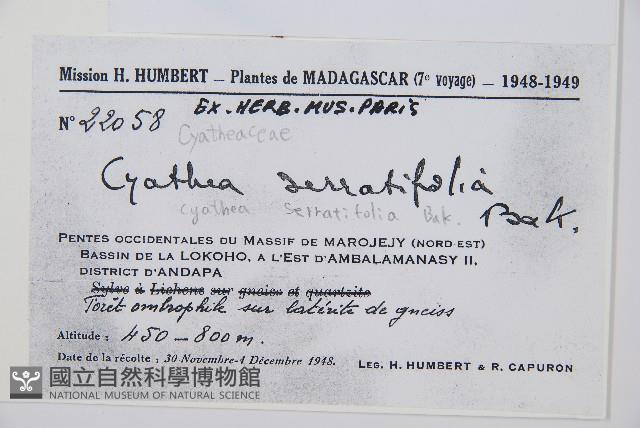 Mission H. HUMBERT — Plantes de MADAGASCAR (7e voyage) — 1948-1949
EX. HERB. MUS. PARIS
N° 22058
Cyatheaceae
Cyathea serratifolia
Cyathea serratifolia Bak.
Bak.
PENTES OCCIDENTALES DU MASSIF DE MAROJEJY (NORD-EST)
BASSIN DE LA LOKOHO, A L'EST D'AMBALAMANASY II,
DISTRICT D'ANDAPA
Sylve à Lichens sur gneiss et quartzite
Forêt ombrophile sur latérite de gneiss
Altitude : 450 — 800 m.
Date de la récolte : 30 Novembre-4 Décembre 1948.
LEG. H. HUMBERT & R. CAPURON
國立自然科學博物館
NATIONAL MUSEUM OF NATURAL SCIENCE